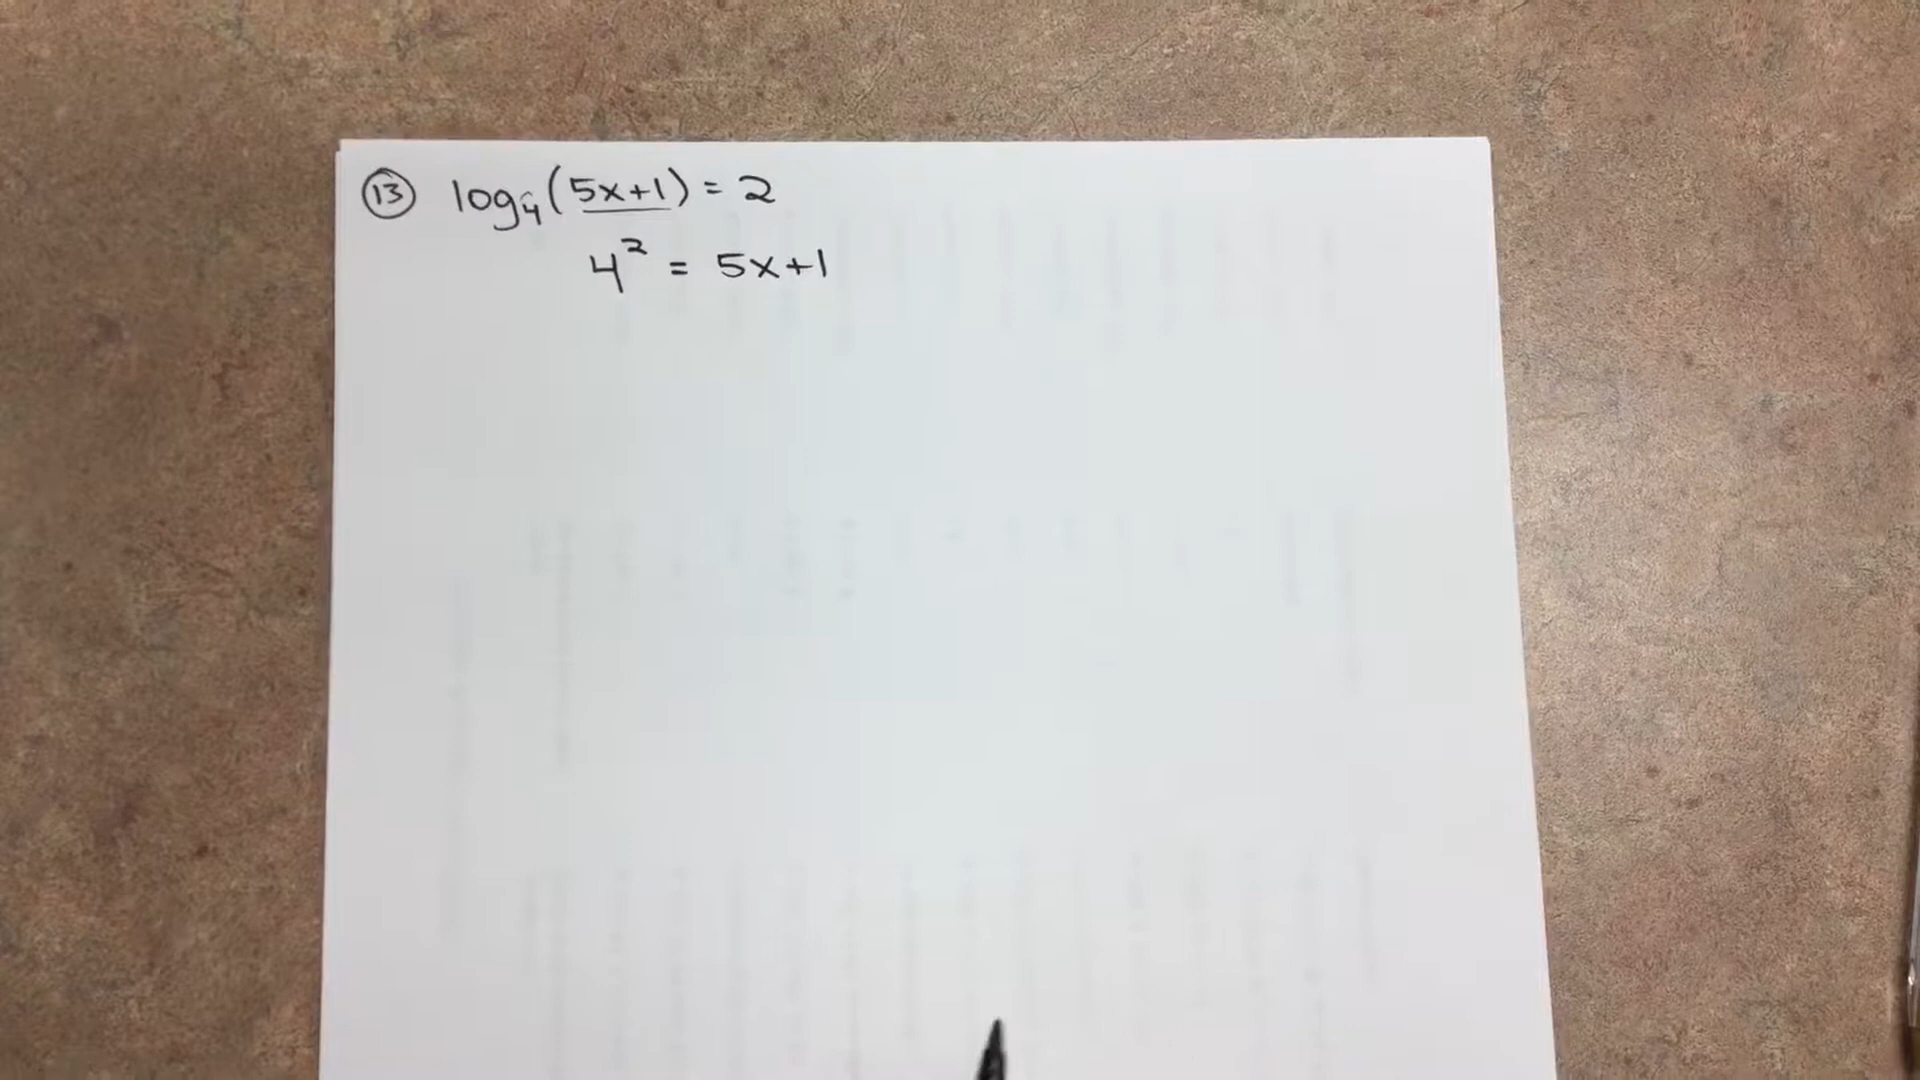 ⑬ log₄(5x+1) = 2
4² = 5x+1